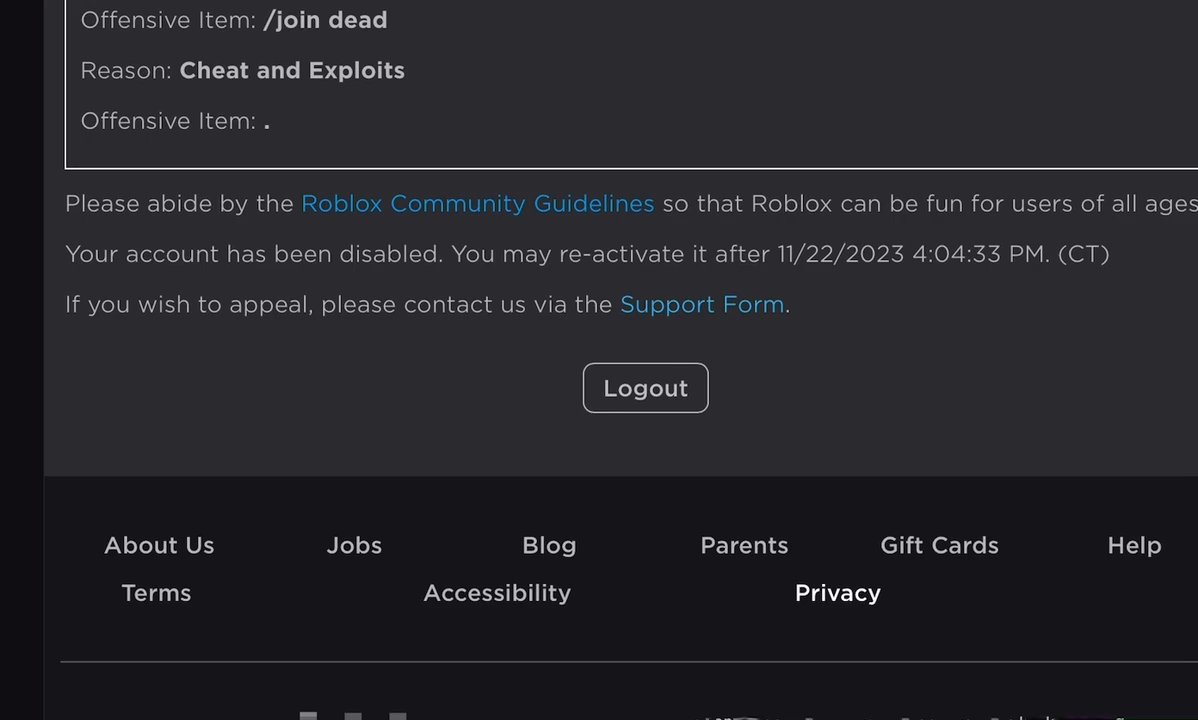 Offensive Item: /join dead
Reason: Cheat and Exploits
Offensive Item: .
Please abide by the Roblox Community Guidelines so that Roblox can be fun for users of all ages
Your account has been disabled. You may re-activate it after 11/22/2023 4:04:33 PM. (CT)
If you wish to appeal, please contact us via the Support Form.
Logout
About Us Jobs Blog Parents Gift Cards Help
Terms Accessibility Privacy